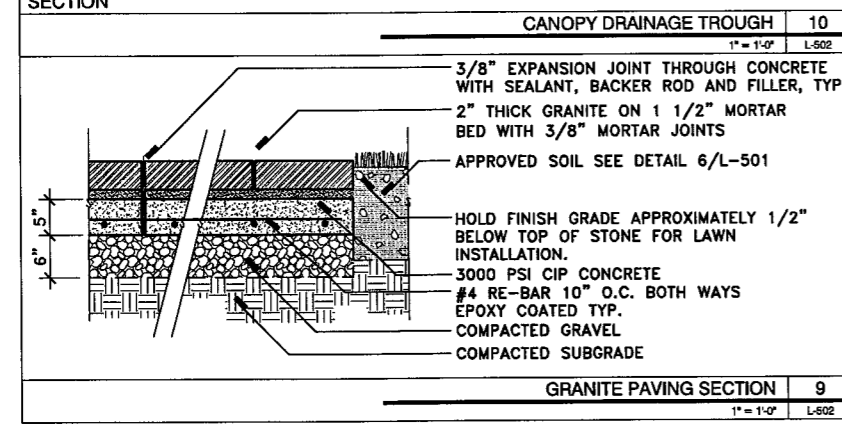 SECTION
CANOPY DRAINAGE TROUGH 10
1" = 1'-0" L-502
3/8" EXPANSION JOINT THROUGH CONCRETE
WITH SEALANT, BACKER ROD AND FILLER, TYP
2" THICK GRANITE ON 1 1/2" MORTAR
BED WITH 3/8" MORTAR JOINTS
APPROVED SOIL SEE DETAIL 6/L-501
HOLD FINISH GRADE APPROXIMATELY 1/2"
BELOW TOP OF STONE FOR LAWN
INSTALLATION.
3000 PSI CIP CONCRETE
#4 RE-BAR 10" O.C. BOTH WAYS
EPOXY COATED TYP.
COMPACTED GRAVEL
COMPACTED SUBGRADE
5"
6"
GRANITE PAVING SECTION 9
1" = 1'-0" L-502